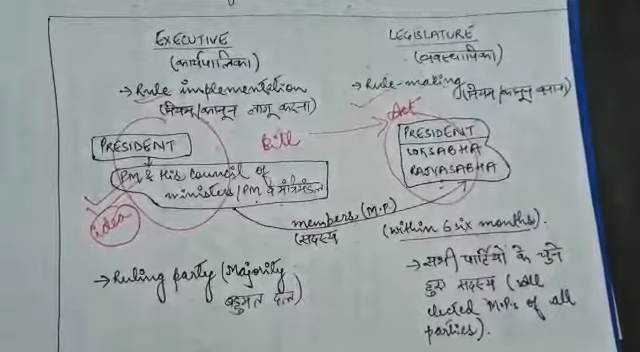 EXECUTIVE
(कार्यपालिका)
→ Rule implementation
(नियम/कानून लागू करना)
PRESIDENT
PM & His Council of
ministers/PM व मंत्रिमंडल
idea
→ Ruling party (Majority
बहुमत दल)
Bill
members (M.P.)
(सदस्य
LEGISLATURE
(व्यवस्थापिका)
→ Rule-making
(नियम/कानून बनाना)
Act
PRESIDENT
LOKSABHA
RAJYASABHA
(within 6 six months).
→ सभी पार्टियों के चुने
हुए सदस्य (all
elected M.Ps of all
parties).